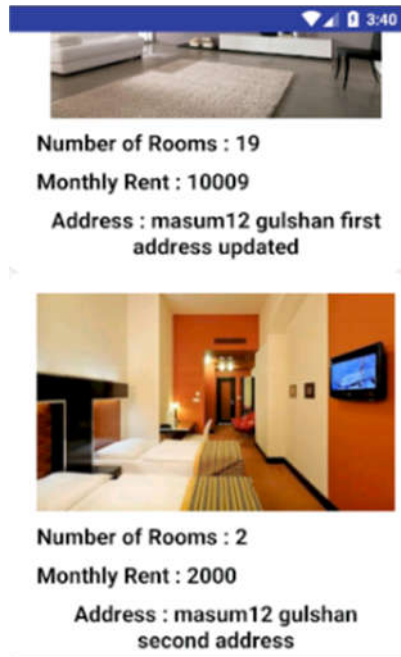 3:40
Number of Rooms : 19
Monthly Rent : 10009
Address : masum12 gulshan first
address updated
Number of Rooms : 2
Monthly Rent : 2000
Address : masum12 gulshan
second address